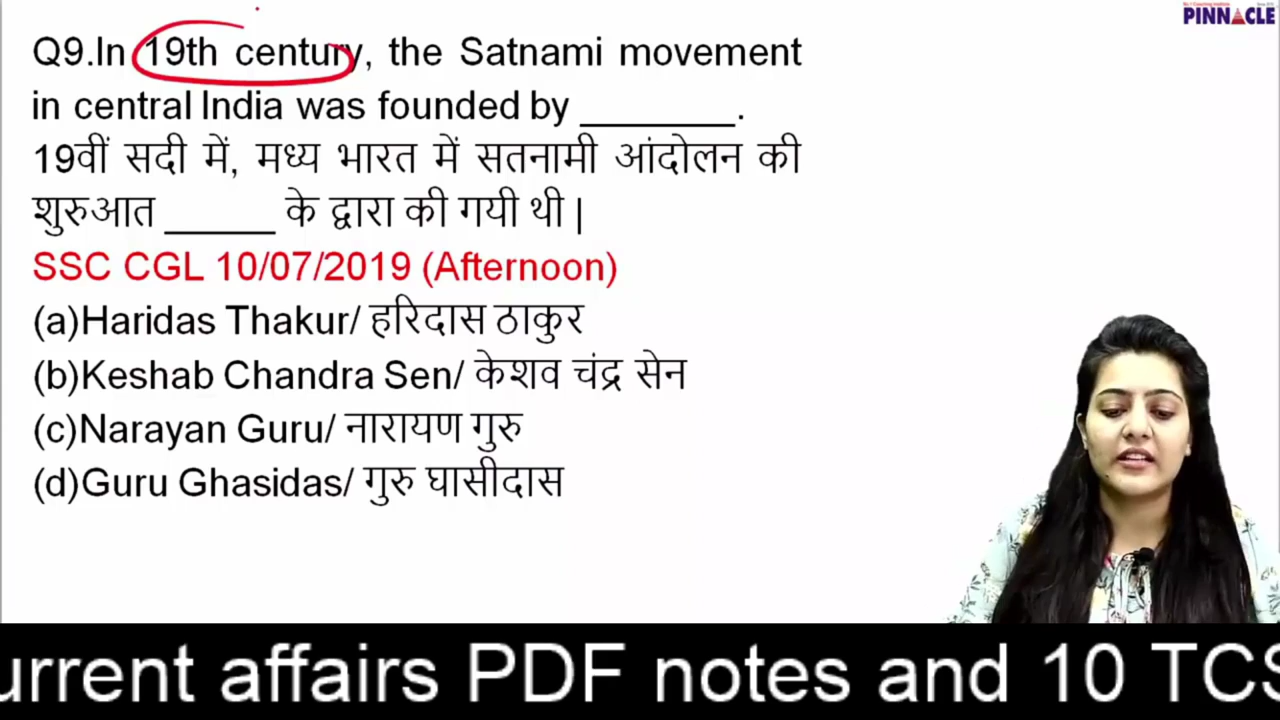 PINNACLE
Q9.In 19th century, the Satnami movement
in central India was founded by _______.
19वीं सदी में, मध्य भारत में सतनामी आंदोलन की
शुरुआत _____ के द्वारा की गयी थी |
SSC CGL 10/07/2019 (Afternoon)
(a)Haridas Thakur/ हरिदास ठाकुर
(b)Keshab Chandra Sen/ केशव चंद्र सेन
(c)Narayan Guru/ नारायण गुरु
(d)Guru Ghasidas/ गुरु घासीदास
urrent affairs PDF notes and 10 TCS